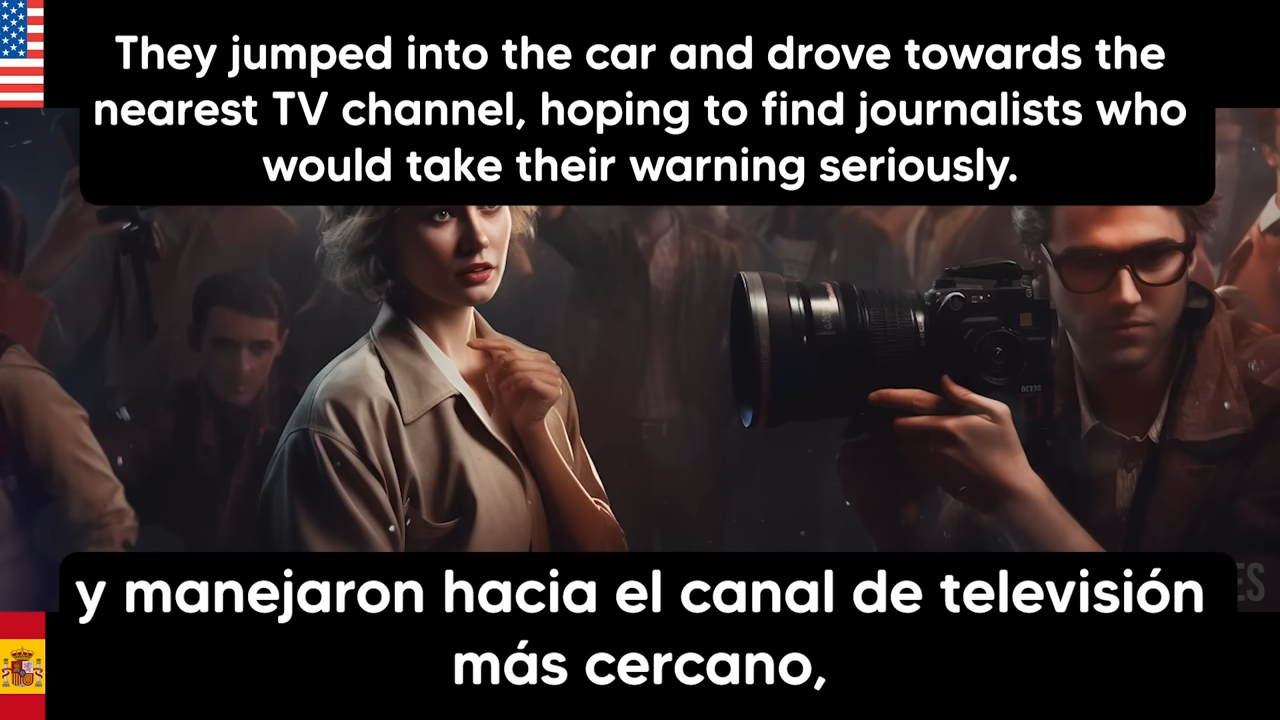 They jumped into the car and drove towards the
nearest TV channel, hoping to find journalists who
would take their warning seriously.
y manejaron hacia el canal de televisión
más cercano,